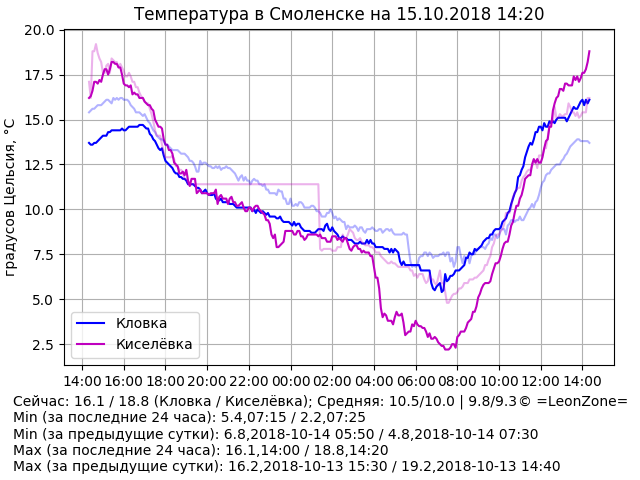 Температура в Смоленске на 15.10.2018 14:20
20.0
17.5
15.0
12.5
10.0
7.5
5.0
2.5
градусов Цельсия, °C
Кловка
Киселёвка
14:00 16:00 18:00 20:00 22:00 00:00 02:00 04:00 06:00 08:00 10:00 12:00 14:00
Сейчас: 16.1 / 18.8 (Кловка / Киселёвка); Средняя: 10.5/10.0 | 9.8/9.3© =LeonZone=
Min (за последние 24 часа): 5.4,07:15 / 2.2,07:25
Min (за предыдущие сутки): 6.8,2018-10-14 05:50 / 4.8,2018-10-14 07:30
Max (за последние 24 часа): 16.1,14:00 / 18.8,14:20
Max (за предыдущие сутки): 16.2,2018-10-13 15:30 / 19.2,2018-10-13 14:40